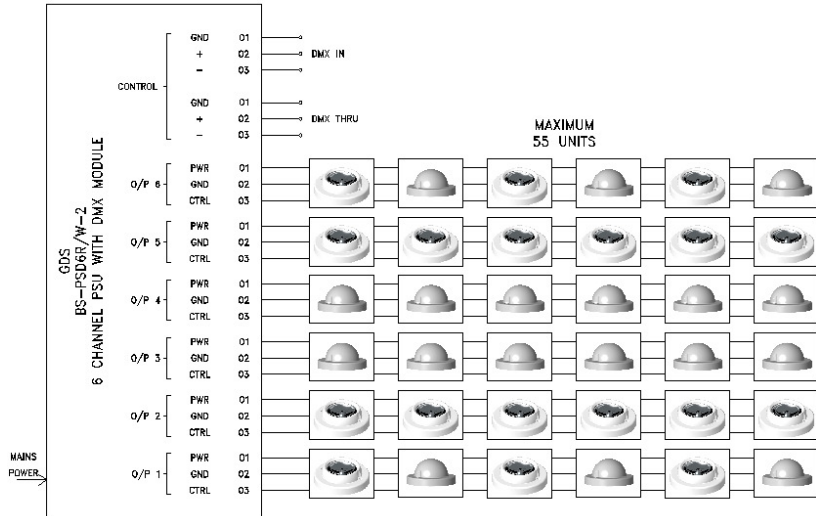 GND 01
+ 02 DMX IN
- 03
CONTROL
GND 01
+ 02 DMX THRU
- 03
MAXIMUM
55 UNITS
GDS
BS-PSD6R/W-2
6 CHANNEL PSU WITH DMX MODULE
PWR 01
O/P 6 GND 02
CTRL 03
PWR 01
O/P 5 GND 02
CTRL 03
PWR 01
O/P 4 GND 02
CTRL 03
PWR 01
O/P 3 GND 02
CTRL 03
PWR 01
O/P 2 GND 02
CTRL 03
PWR 01
O/P 1 GND 02
CTRL 03
MAINS
POWER